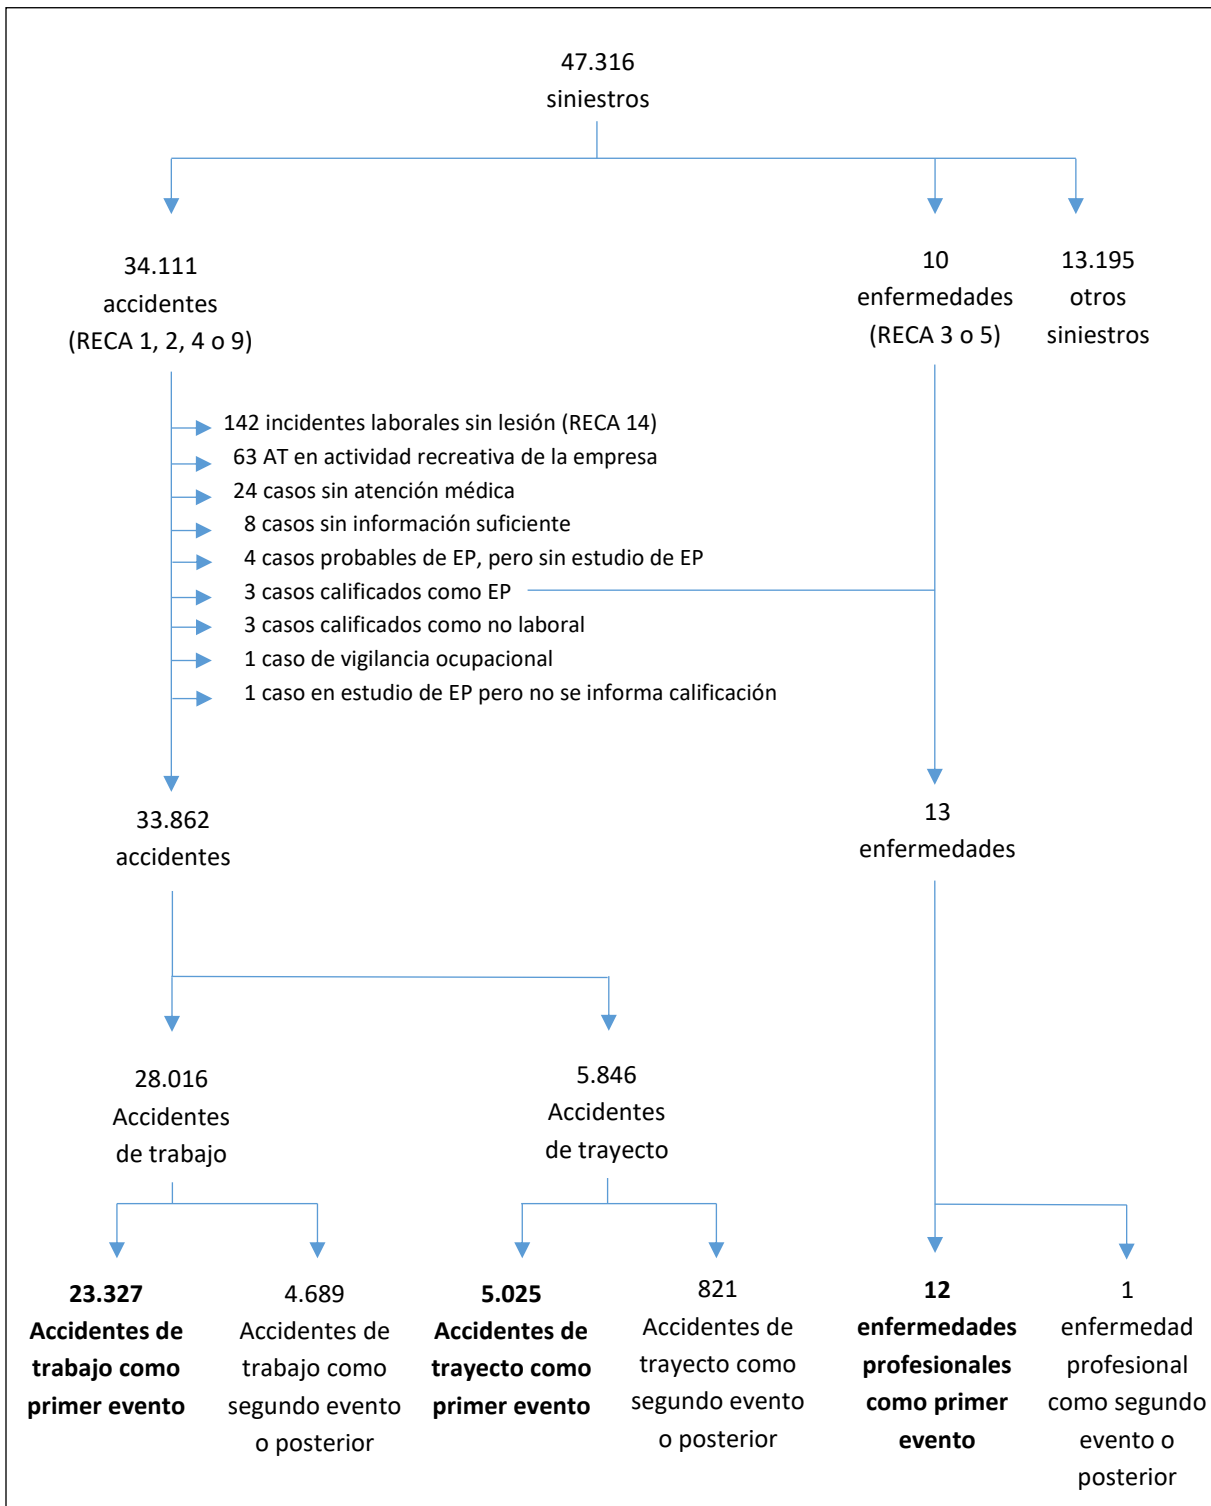 47.316
siniestros
34.111
accidentes
(RECA 1, 2, 4 o 9)
10
enfermedades
(RECA 3 o 5)
13.195
otros
siniestros
142 incidentes laborales sin lesión (RECA 14)
63 AT en actividad recreativa de la empresa
24 casos sin atención médica
8 casos sin información suficiente
4 casos probables de EP, pero sin estudio de EP
3 casos calificados como EP
3 casos calificados como no laboral
1 caso de vigilancia ocupacional
1 caso en estudio de EP pero no se informa calificación
33.862
accidentes
13
enfermedades
28.016
Accidentes
de trabajo
5.846
Accidentes
de trayecto
23.327
Accidentes de
trabajo como
primer evento
4.689
Accidentes de
trabajo como
segundo evento
o posterior
5.025
Accidentes de
trayecto como
primer evento
821
Accidentes de
trayecto como
segundo evento
o posterior
12
enfermedades
profesionales
como primer
evento
1
enfermedad
profesional
como segundo
evento o
posterior